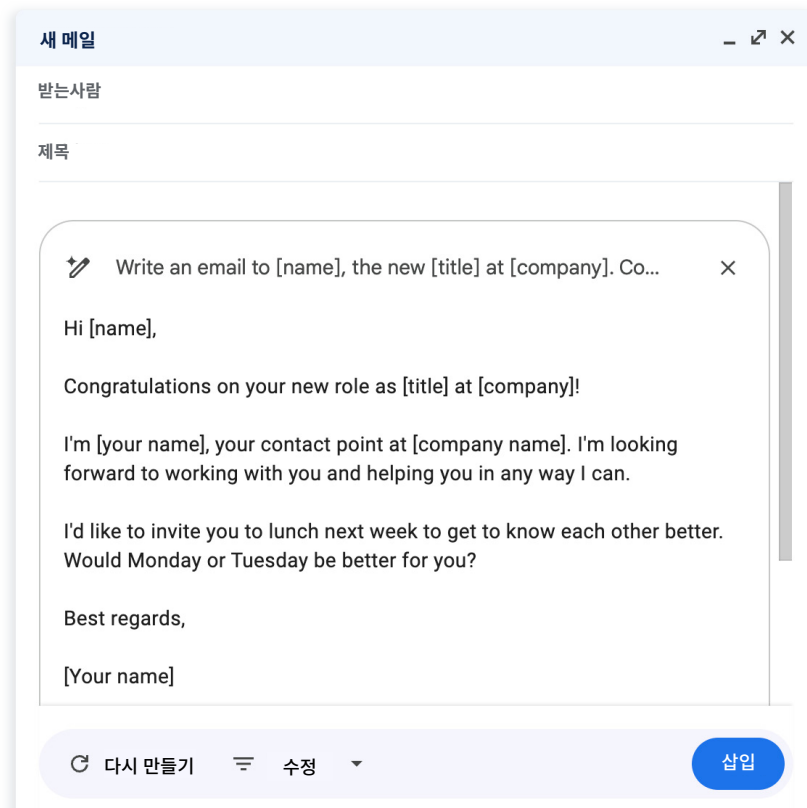 새 메일
받는사람
제목
Write an email to [name], the new [title] at [company]. Co...
Hi [name],
Congratulations on your new role as [title] at [company]!
I'm [your name], your contact point at [company name]. I'm looking
forward to working with you and helping you in any way I can.
I'd like to invite you to lunch next week to get to know each other better.
Would Monday or Tuesday be better for you?
Best regards,
[Your name]
다시 만들기 수정 삽입